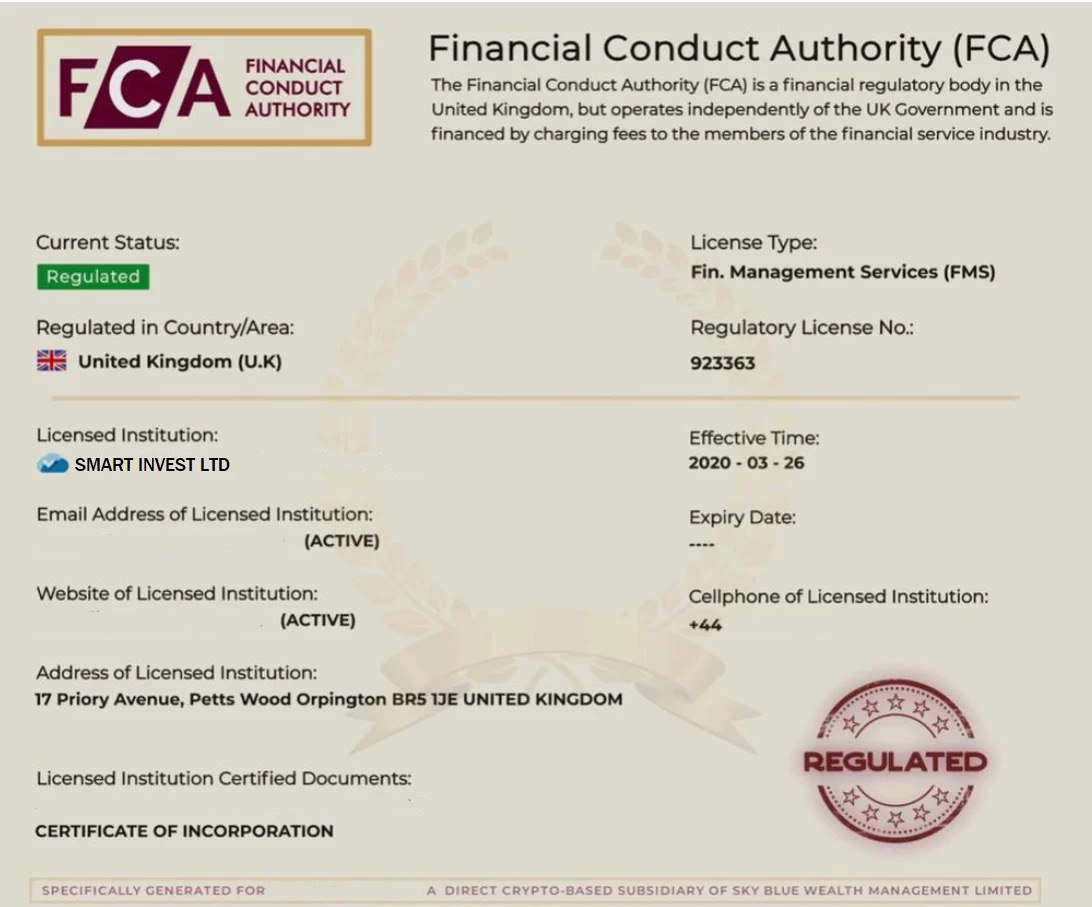 FCA FINANCIAL
CONDUCT
AUTHORITY
Financial Conduct Authority (FCA)
The Financial Conduct Authority (FCA) is a financial regulatory body in the
United Kingdom, but operates independently of the UK Government and is
financed by charging fees to the members of the financial service industry.
Current Status:
Regulated
License Type:
Fin. Management Services (FMS)
Regulated in Country/Area:
United Kingdom (U.K)
Regulatory License No.:
923363
Licensed Institution:
SMART INVEST LTD
Effective Time:
2020 - 03 - 26
Email Address of Licensed Institution:
(ACTIVE)
Expiry Date:
----
Website of Licensed Institution:
(ACTIVE)
Cellphone of Licensed Institution:
+44
Address of Licensed Institution:
17 Priory Avenue, Petts Wood Orpington BR5 1JE UNITED KINGDOM
REGULATED
Licensed Institution Certified Documents:
CERTIFICATE OF INCORPORATION
SPECIFICALLY GENERATED FOR A DIRECT CRYPTO-BASED SUBSIDIARY OF SKY BLUE WEALTH MANAGEMENT LIMITED